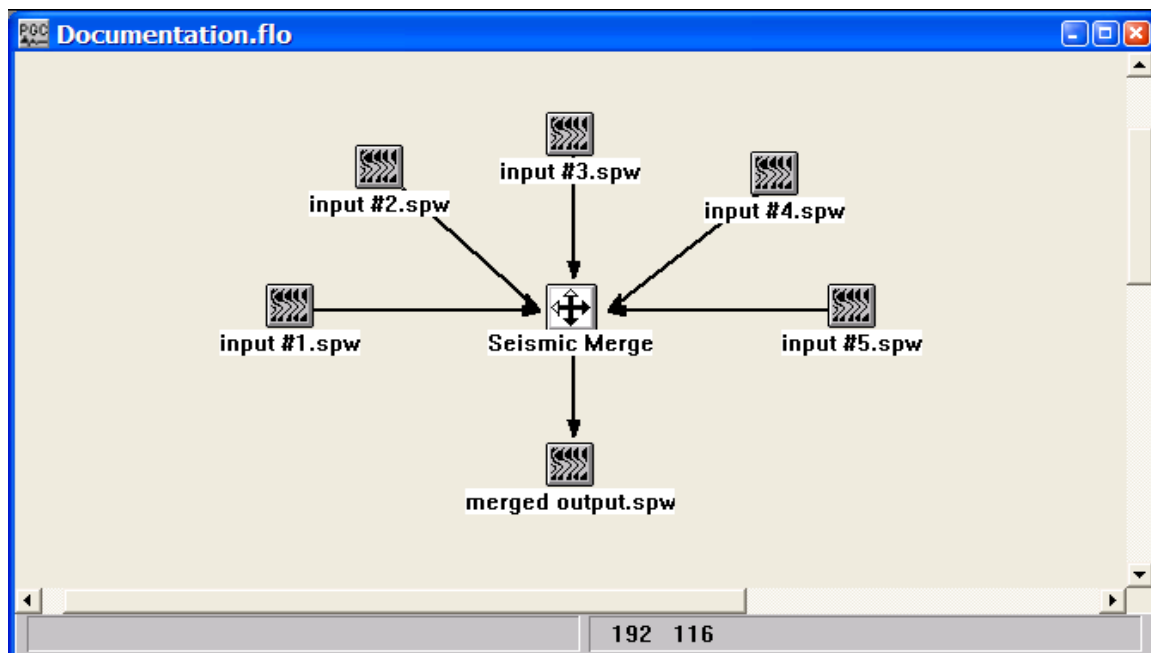 PGC Documentation.flo
input #3.spw
input #2.spw
input #4.spw
input #1.spw
Seismic Merge
input #5.spw
merged output.spw
192 116